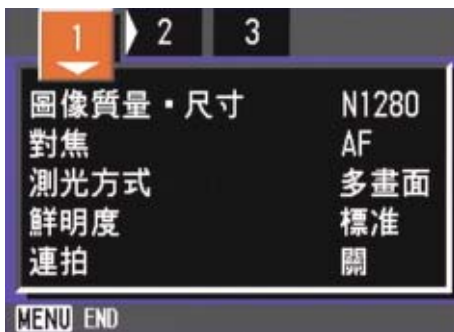 1 2 3
圖像質量・尺寸 N1280
對焦 AF
測光方式 多畫面
鮮明度 標准
連拍 關
MENU END